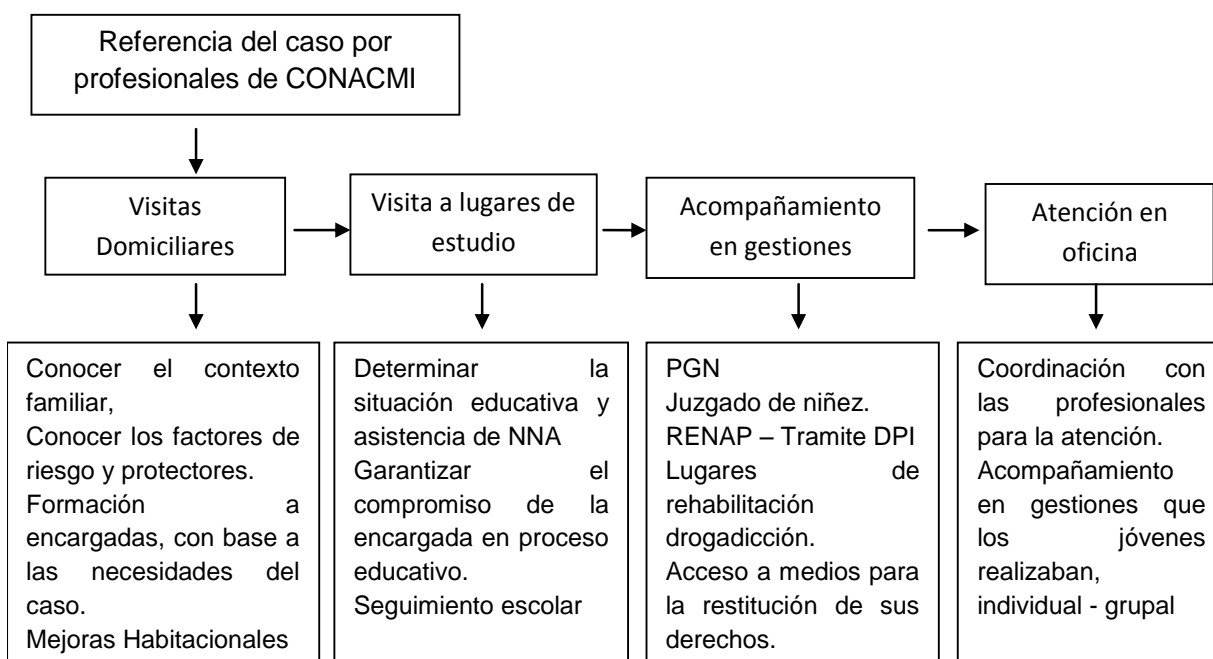 Referencia del caso por
profesionales de CONACMI
Visitas
Domiciliares
Visita a lugares de
estudio
Acompañamiento
en gestiones
Atención en
oficina
Conocer el contexto
familiar,
Conocer los factores de
riesgo y protectores.
Formación a
encargadas, con base a
las necesidades del
caso.
Mejoras Habitacionales
Determinar la
situación educativa y
asistencia de NNA
Garantizar el
compromiso de la
encargada en proceso
educativo.
Seguimiento escolar
PGN
Juzgado de niñez.
RENAP – Tramite DPI
Lugares de
rehabilitación
drogadicción.
Acceso a medios para
la restitución de sus
derechos.
Coordinación con
las profesionales
para la atención.
Acompañamiento
en gestiones que
los jóvenes
realizaban,
individual - grupal